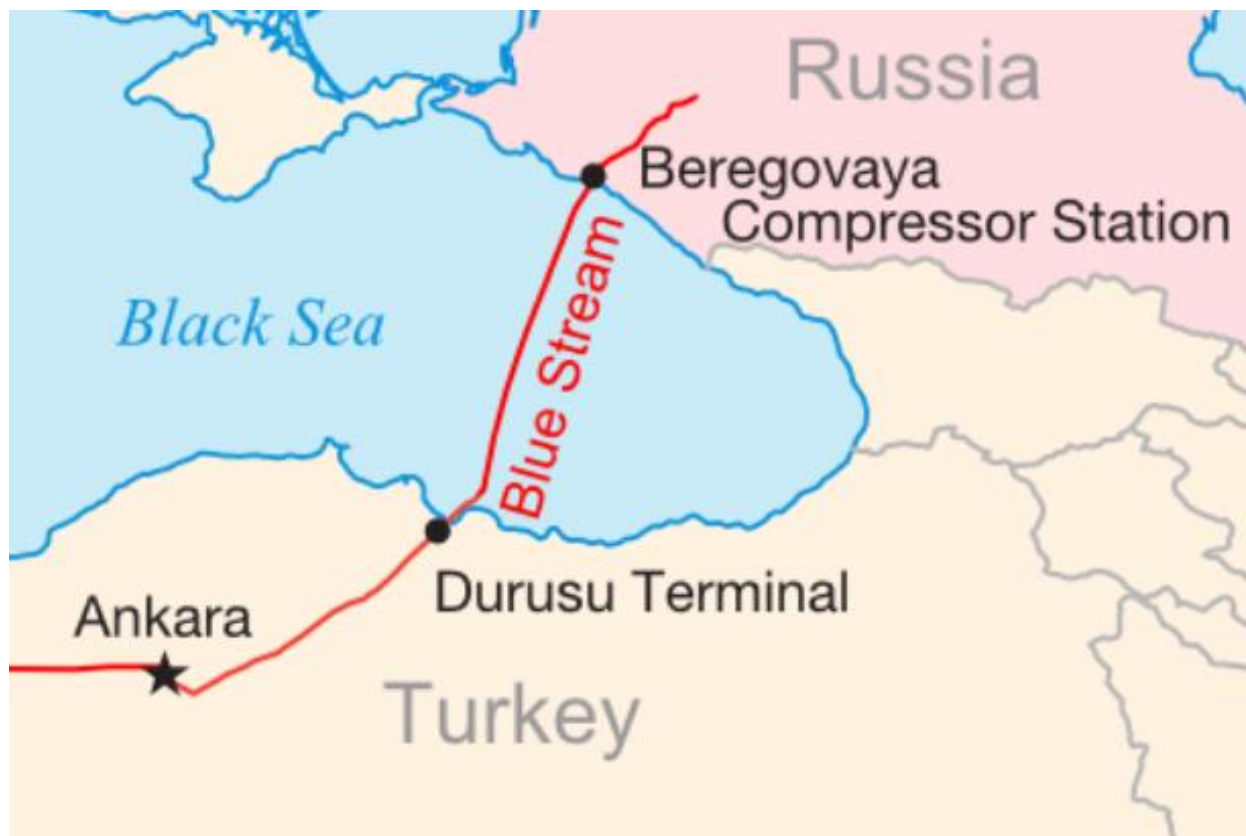 Russia
Beregovaya
Compressor Station
Black Sea
Blue Stream
Durusu Terminal
Ankara
Turkey